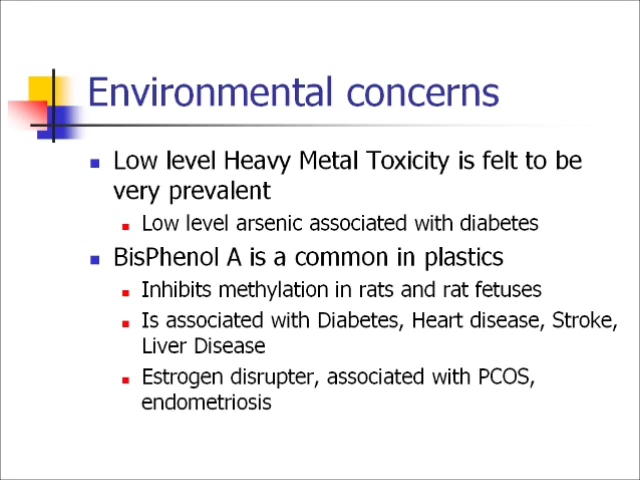 Environmental concerns
Low level Heavy Metal Toxicity is felt to be
very prevalent
Low level arsenic associated with diabetes
BisPhenol A is a common in plastics
Inhibits methylation in rats and rat fetuses
Is associated with Diabetes, Heart disease, Stroke,
Liver Disease
Estrogen disrupter, associated with PCOS,
endometriosis